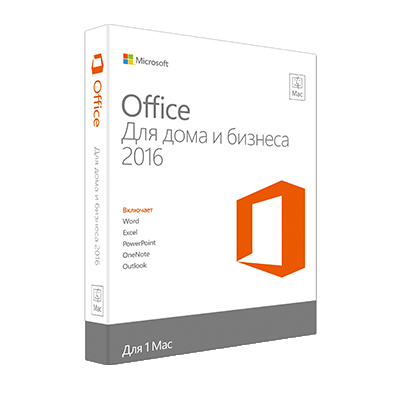 Microsoft
Mac
Office
Для дома и бизнеса
2016
Включает
Word
Excel
PowerPoint
OneNote
Outlook
Для 1 Mac
Office
Для дома и бизнеса 2016
Mac